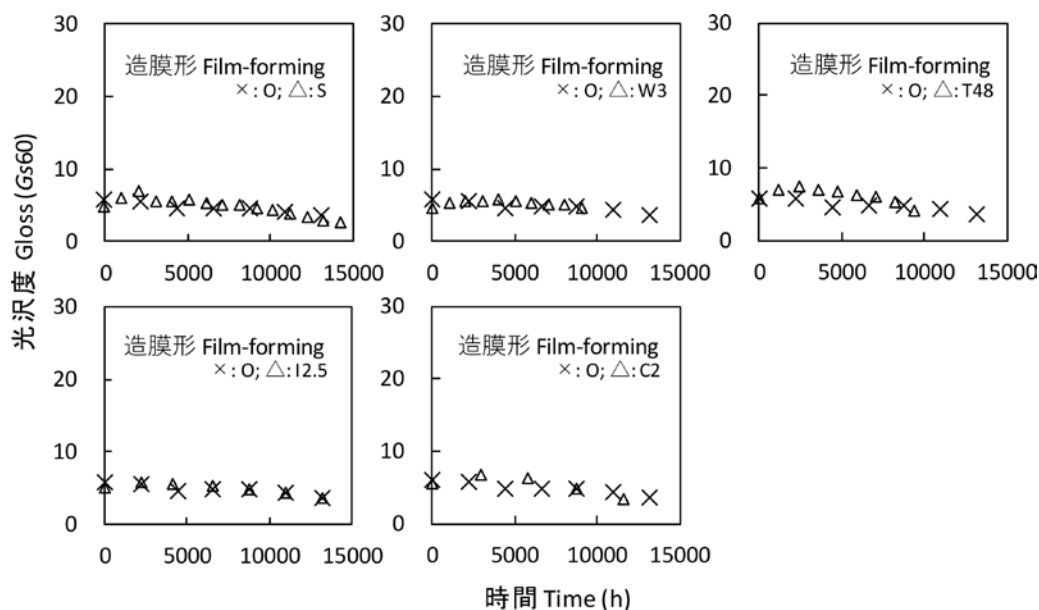 光沢度 Gloss (Gs60)
30
20
10
0
0 5000 10000 15000
造膜形 Film-forming
×: O; △: S
30
20
10
0
0 5000 10000 15000
造膜形 Film-forming
×: O; △: W3
30
20
10
0
0 5000 10000 15000
造膜形 Film-forming
×: O; △: T48
30
20
10
0
0 5000 10000 15000
造膜形 Film-forming
×: O; △: I2.5
30
20
10
0
0 5000 10000 15000
造膜形 Film-forming
×: O; △: C2
時間 Time (h)